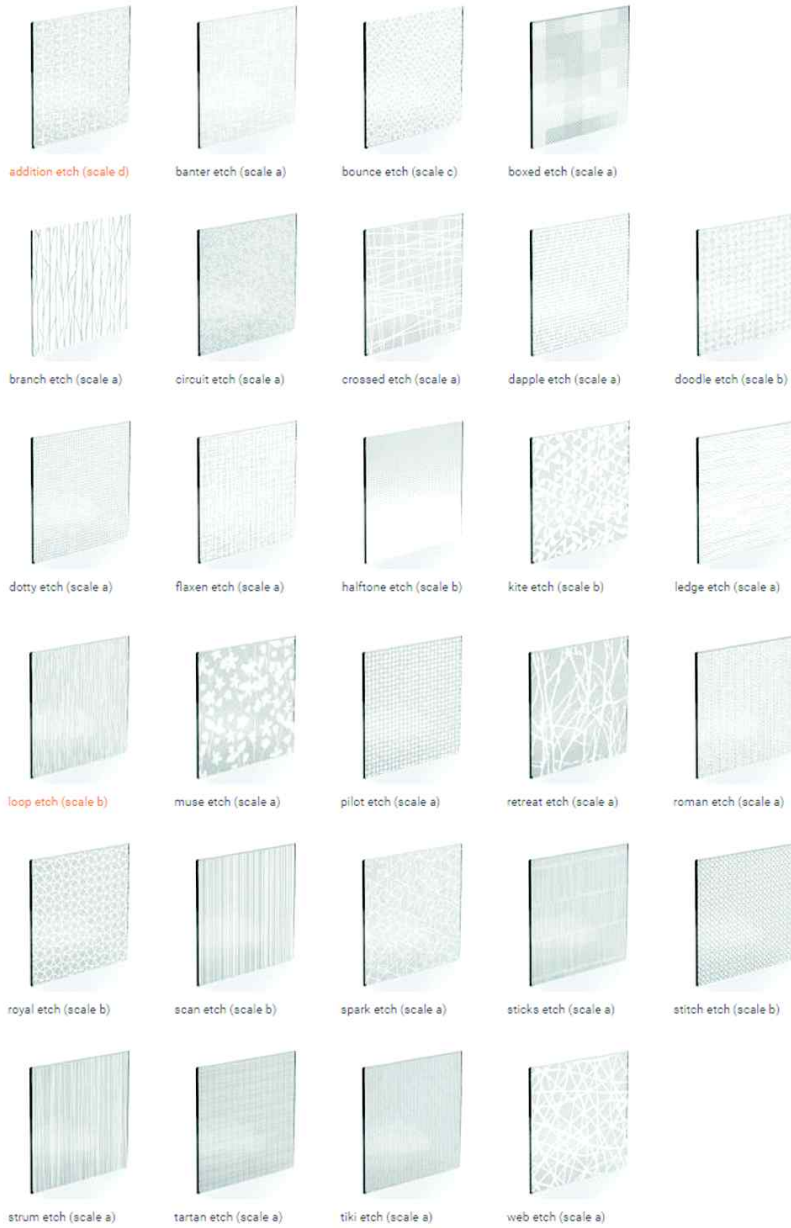 addition etch (scale d)
banter etch (scale a)
bounce etch (scale c)
boxed etch (scale a)
branch etch (scale a)
circuit etch (scale a)
crossed etch (scale a)
dapple etch (scale a)
doodle etch (scale b)
dotty etch (scale a)
flaxen etch (scale a)
halftone etch (scale b)
kite etch (scale b)
ledge etch (scale a)
loop etch (scale b)
muse etch (scale a)
pilot etch (scale a)
retreat etch (scale a)
roman etch (scale a)
royal etch (scale b)
scan etch (scale b)
spark etch (scale a)
sticks etch (scale a)
stitch etch (scale b)
strum etch (scale a)
tartan etch (scale a)
tiki etch (scale a)
web etch (scale a)